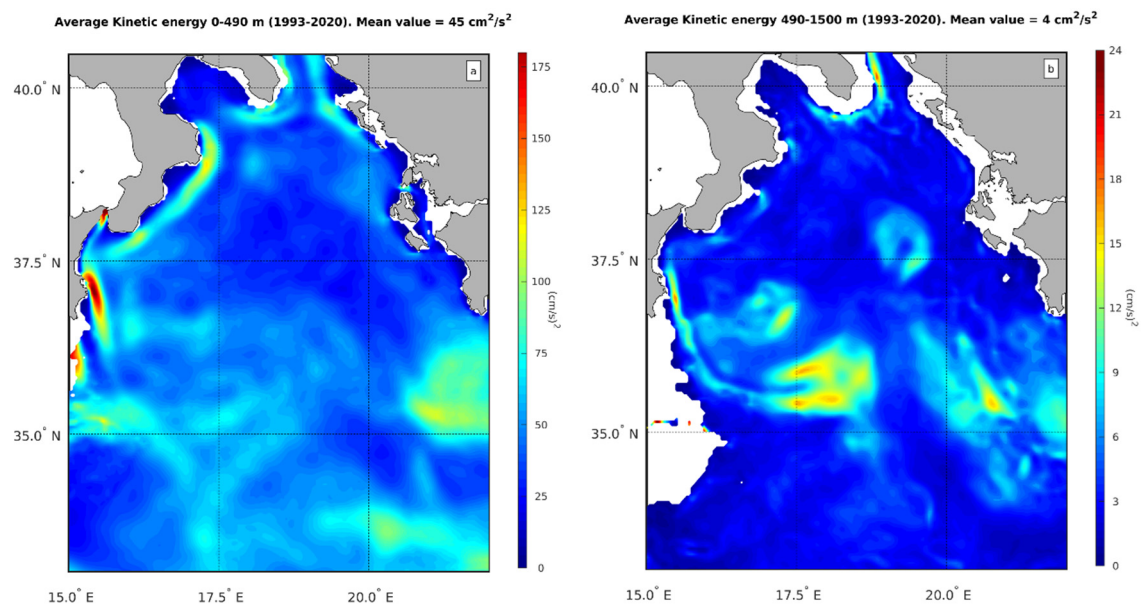 Average Kinetic energy 0-490 m (1993-2020). Mean value = 45 cm²/s²
a
40.0° N
37.5° N
35.0° N
15.0° E
17.5° E
20.0° E
175
150
125
100
75
50
25
0
(cm/s)²
Average Kinetic energy 490-1500 m (1993-2020). Mean value = 4 cm²/s²
b
40.0° N
37.5° N
35.0° N
15.0° E
17.5° E
20.0° E
24
21
18
15
12
9
6
3
0
(cm/s)²